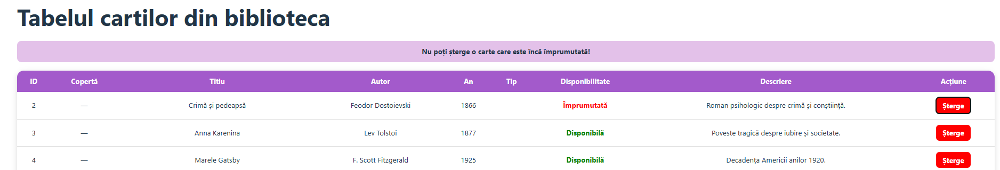 Tabelul cartilor din biblioteca
Nu poți șterge o carte care este încă împrumutată!
ID Copertă Titlu Autor An Tip Disponibilitate Descriere Acțiune
2 — Crimă și pedeapsă Feodor Dostoievski 1866 Împrumutată Roman psihologic despre crimă și conștiință. Șterge
3 — Anna Karenina Lev Tolstoi 1877 Disponibilă Poveste tragică despre iubire și societate. Șterge
4 — Marele Gatsby F. Scott Fitzgerald 1925 Disponibilă Decadența Americii anilor 1920. Șterge